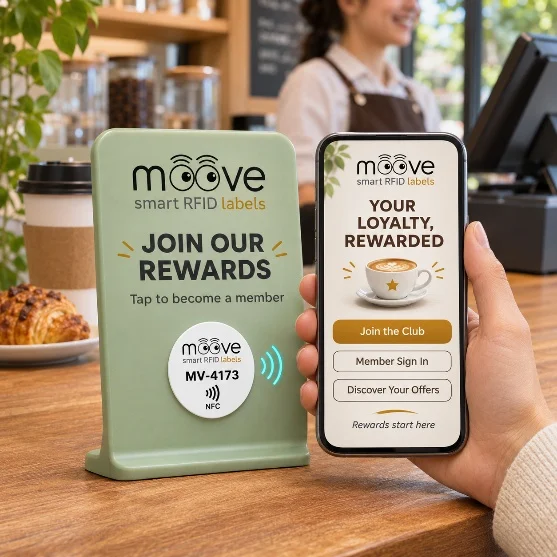 moove
smart RFID labels
JOIN OUR
REWARDS
Tap to become a member
moove
smart RFID labels
MV-4173
NFC
moove
smart RFID labels
YOUR
LOYALTY,
REWARDED
Join the Club
Member Sign In
Discover Your Offers
Rewards start here